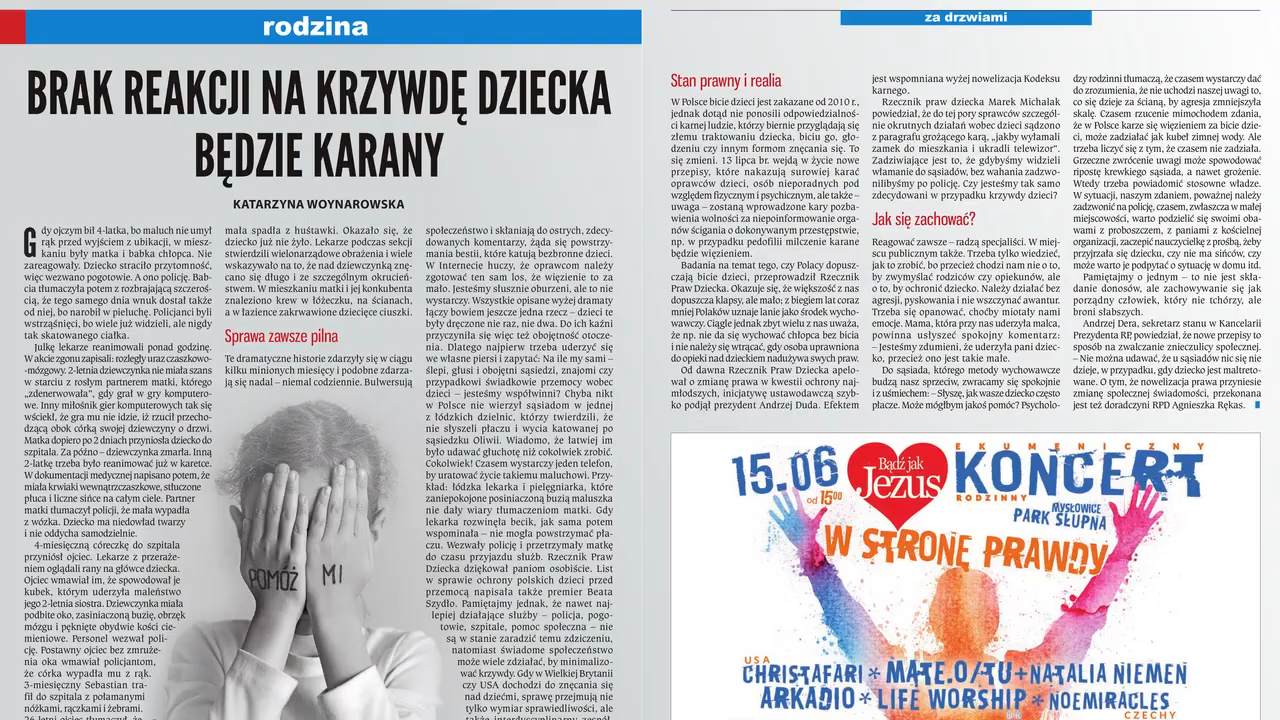 rodzina
BRAK REAKCJI NA KRZYWDĘ DZIECKA
BĘDZIE KARANY
KATARZYNA WOYNAROWSKA
Gdy ojczym bił 4-latka, bo maluch nie umył
rąk przed wyjściem z ubikacji, w miesz-
kaniu były matka i babka chłopca. Nie
zareagowały. Dziecko straciło przytomność,
więc wezwano pogotowie. A ono policję. Bab-
cia tłumaczyła potem z rozbrajającą szczeroś-
cią, że tego samego dnia wnuk dostał także
od niej, bo narobił w pieluchę. Policjanci byli
wstrząśnięci, bo wiele już widzieli, ale nigdy
tak skatowanego ciałka.
Julkę lekarze reanimowali ponad godzinę.
W akcie zgonu zapisali: rozległy uraz czaszkowo-
-mózgowy. 2-letnia dziewczynka nie miała szans
w starciu z rosłym partnerem matki, którego
„zdenerwowała”, gdy grał w gry komputero-
we. Inny miłośnik gier komputerowych tak się
wściekł, że gra mu nie idzie, iż rzucił przecho-
dzącą obok córką swojej dziewczyny o drzwi.
Matka dopiero po 2 dniach przyniosła dziecko do
szpitala. Za późno – dziewczynka zmarła. Inną
2-latkę trzeba było reanimować już w karetce.
W dokumentacji medycznej napisano potem, że
miała krwiaki wewnątrzczaszkowe, stłuczone
płuca i liczne sińce na całym ciele. Partner
matki tłumaczył policji, że mała wypadła
z wózka. Dziecko ma niedowład twarzy
i nie oddycha samodzielnie.
4-miesięczną córeczkę do szpitala
przyniósł ojciec. Lekarze z przeraże-
niem oglądali rany na główce dziecka.
Ojciec wmawiał im, że spowodował je
kubek, którym uderzyła maleństwo
jego 2-letnia siostra. Dziewczynka miała
podbite oko, zasiniaczoną buzię, obrzęk
mózgu i pęknięte obydwie kości cie-
mieniowe. Personel wezwał poli-
cję. Postawny ojciec bez zmruże-
nia oka wmawiał policjantom,
że córka wypadła mu z rąk.
3-miesięczny Sebastian tra-
fił do szpitala z połamanymi
nóżkami, rączkami i żebrami.
26-letni ojciec tłumaczył, że
mała spadła z huśtawki. Okazało się, że
dziecko już nie żyło. Lekarze podczas sekcji
stwierdzili wielonarządowe obrażenia i wiele
wskazywało na to, że nad dziewczynką znę-
cano się długo i ze szczególnym okrucień-
stwem. W mieszkaniu matki i jej konkubenta
znaleziono krew w łóżeczku, na ścianach,
a w łazience zakrwawione dziecięce ciuszki.
Sprawa zawsze pilna
Te dramatyczne historie zdarzyły się w ciągu
kilku minionych miesięcy i podobne zdarza-
ją się nadal – niemal codziennie. Bulwersują
POMÓŻ MI
społeczeństwo i skłaniają do ostrych, zdecy-
dowanych komentarzy, żąda się powstrzy-
mania bestii, które katują bezbronne dzieci.
W Internecie huczy, że oprawcom należy
zgotować ten sam los, że więzienie to za
mało. Jesteśmy słusznie oburzeni, ale to nie
wystarczy. Wszystkie opisane wyżej dramaty
łączy bowiem jeszcze jedna rzecz – dzieci te
były dręczone nie raz, nie dwa. Do ich kaźni
przyczyniła się więc też obojętność otocze-
nia. Dlatego najpierw trzeba uderzyć się
we własne piersi i zapytać: Na ile my sami –
ślepi, głusi i obojętni sąsiedzi, znajomi czy
przypadkowi świadkowie przemocy wobec
dzieci – jesteśmy współwinni? Chyba nikt
w Polsce nie wierzył sąsiadom w jednej
z łódzkich dzielnic, którzy twierdzili, że
nie słyszeli płaczu i wycia katowanej po
sąsiedzku Oliwii. Wiadomo, że łatwiej im
było udawać głuchotę niż cokolwiek zrobić.
Cokolwiek! Czasem wystarczy jeden telefon,
by uratować życie takiemu maluchowi. Przy-
kład: łódzka lekarka i pielęgniarka, które
zaniepokojone posiniaczoną buzią maluszka
nie dały wiary tłumaczeniom matki. Gdy
lekarka rozwinęła becik, jak sama potem
wspominała – nie mogła powstrzymać pła-
czu. Wezwały policję i przetrzymały matkę
do czasu przyjazdu służb. Rzecznik Praw
Dziecka dziękował paniom osobiście. List
w sprawie ochrony polskich dzieci przed
przemocą napisała także premier Beata
Szydło. Pamiętajmy jednak, że nawet naj-
lepiej działające służby – policja, pogo-
towie, szpitale, pomoc społeczna – nie
są w stanie zaradzić temu zdziczeniu,
natomiast świadome społeczeństwo
może wiele zdziałać, by minimalizo-
wać krzywdy. Gdy w Wielkiej Brytanii
czy USA dochodzi do znęcania się
nad dziećmi, sprawę przejmują nie
tylko wymiar sprawiedliwości, ale
także interdyscyplinarny zespół
za drzwiami
Stan prawny i realia
W Polsce bicie dzieci jest zakazane od 2010 r.,
jednak dotąd nie ponosili odpowiedzialnoś-
ci karnej ludzie, którzy biernie przyglądają się
złemu traktowaniu dziecka, biciu go, gło-
dzeniu czy innym formom znęcania się. To
się zmieni. 13 lipca br. wejdą w życie nowe
przepisy, które nakazują surowiej karać
oprawców dzieci, osób nieporadnych pod
względem fizycznym i psychicznym, ale także –
uwaga – zostaną wprowadzone kary pozba-
wienia wolności za niepoinformowanie orga-
nów ścigania o dokonywanym przestępstwie,
np. w przypadku pedofilii milczenie karane
będzie więzieniem.
Badania na temat tego, czy Polacy dopusz-
czają bicie dzieci, przeprowadził Rzecznik
Praw Dziecka. Okazuje się, że większość z nas
dopuszcza klapsy, ale mało; z biegiem lat coraz
mniej Polaków uznaje lanie jako środek wycho-
wawczy. Ciągle jednak zbyt wielu z nas uważa,
że np. nie da się wychować chłopca bez bicia
i nie należy się wtrącać, gdy osoba uprawniona
do opieki nad dzieckiem nadużywa swych praw.
Od dawna Rzecznik Praw Dziecka apelo-
wał o zmianę prawa w kwestii ochrony naj-
młodszych, inicjatywę ustawodawczą szyb-
ko podjął prezydent Andrzej Duda. Efektem
jest wspomniana wyżej nowelizacja Kodeksu
karnego.
Rzecznik praw dziecka Marek Michalak
powiedział, że do tej pory sprawców szczegól-
nie okrutnych działań wobec dzieci sądzono
z paragrafu grożącego karą, „jakby wyłamali
zamek do mieszkania i ukradli telewizor”.
Zadziwiające jest to, że gdybyśmy widzieli
włamanie do sąsiadów, bez wahania zadzwo-
nilibyśmy po policję. Czy jesteśmy tak samo
zdecydowani w przypadku krzywdy dzieci?
Jak się zachować?
Reagować zawsze – radzą specjaliści. W miej-
scu publicznym także. Trzeba tylko wiedzieć,
jak to zrobić, bo przecież chodzi nam nie o to,
by zwymyślać rodziców czy opiekunów, ale
o to, by ochronić dziecko. Należy działać bez
agresji, pyskowania i nie wszczynać awantur.
Trzeba się opanować, choćby miotały nami
emocje. Mama, która przy nas uderzyła malca,
powinna usłyszeć spokojny komentarz:
– Jesteśmy zdumieni, że uderzyła pani dziec-
ko, przecież ono jest takie małe.
Do sąsiada, którego metody wychowawcze
budzą nasz sprzeciw, zwracamy się spokojnie
i z uśmiechem: – Słyszę, jak wasze dziecko często
płacze. Może mógłbym jakoś pomóc? Psycholo-
dzy rodzinni tłumaczą, że czasem wystarczy dać
do zrozumienia, że nie uchodzi naszej uwagi to,
co się dzieje za ścianą, by agresja zmniejszyła
skalę. Czasem rzucenie mimochodem zdania,
że w Polsce karze się więzieniem za bicie dzie-
ci, może zadziałać jak kubeł zimnej wody. Ale
trzeba liczyć się z tym, że czasem nie zadziała.
Grzeczne zwrócenie uwagi może spowodować
ripostę krewkiego sąsiada, a nawet grożenie.
Wtedy trzeba powiadomić stosowne władze.
W sytuacji, naszym zdaniem, poważnej należy
zadzwonić na policję, czasem, zwłaszcza w małej
miejscowości, warto podzielić się swoimi oba-
wami z proboszczem, z paniami z kościelnej
organizacji, zaczepić nauczycielkę z prośbą, żeby
przyjrzała się dziecku, czy nie ma sińców, czy
może warto je podpytać o sytuację w domu itd.
Pamiętajmy o jednym – to nie jest skła-
danie donosów, ale zachowywanie się jak
porządny człowiek, który nie tchórzy, ale
broni słabszych.
Andrzej Dera, sekretarz stanu w Kancelarii
Prezydenta RP powiedział, że nowe przepisy to
sposób na zwalczanie znieczulicy społecznej.
– Nie można udawać, że u sąsiadów nic się nie
dzieje, w przypadku, gdy dziecko jest maltreto-
wane. O tym, że nowelizacja prawa przyniesie
zmianę społecznej świadomości, przekonana
jest też doradczyni RPD Agnieszka Rękas.
15.06
od 15⁰⁰
Bądź jak
Jezus
EKUMENICZNY
KONCERT
RODZINNY
MYSŁOWICE
PARK SŁUPNA
W STRONĘ PRAWDY
USA
CHRISTAFARI * MATE.O/TU + NATALIA NIEMEN
ARKADIO * LIFE WORSHIP * NOEMIRACLES
CZECHY